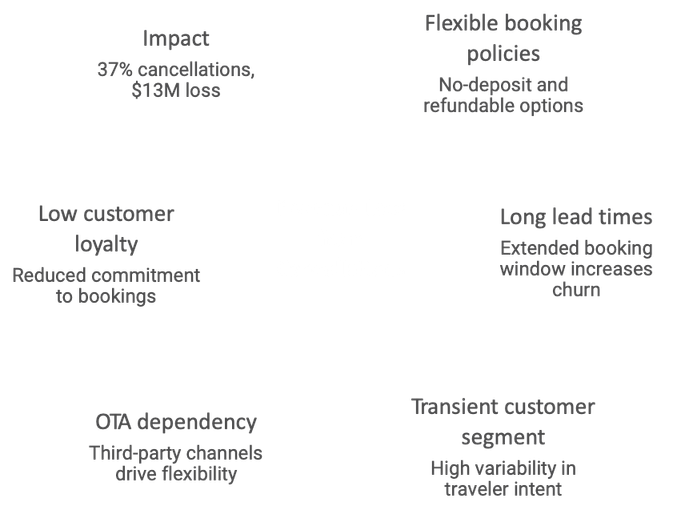 Impact
37% cancellations,
$13M loss
Flexible booking
policies
No-deposit and
refundable options
Low customer
loyalty
Reduced commitment
to bookings
Long lead times
Extended booking
window increases
churn
OTA dependency
Third-party channels
drive flexibility
Transient customer
segment
High variability in
traveler intent